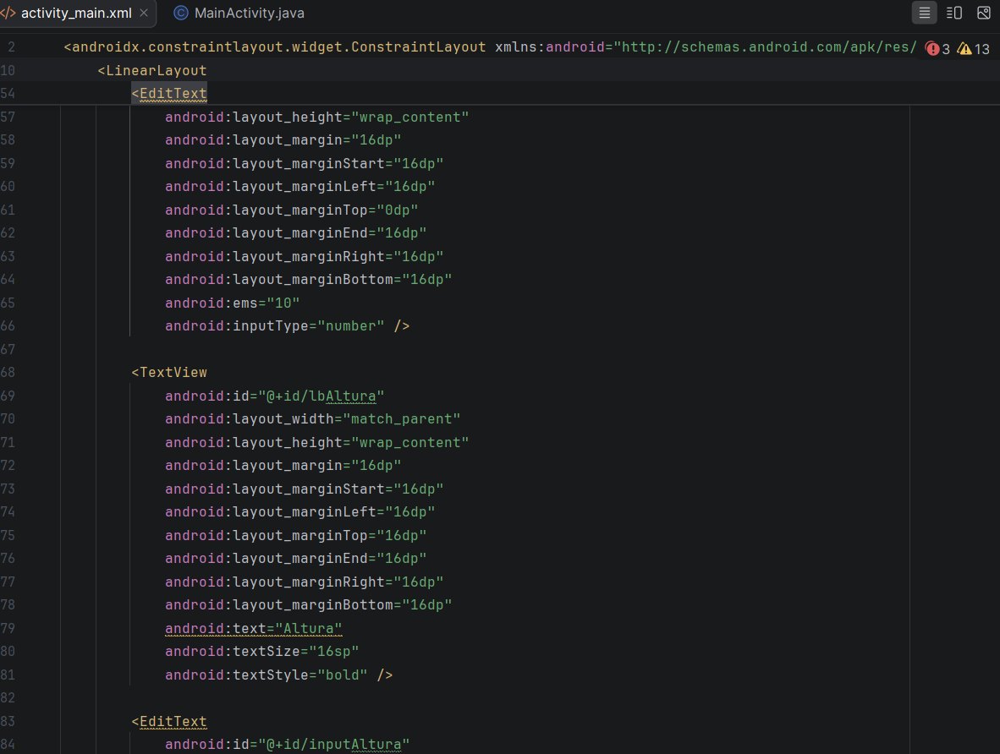 </> activity_main.xml × © MainActivity.java
2 <androidx.constraintlayout.widget.ConstraintLayout xmlns:android="http://schemas.android.com/apk/res/ 3 13
10 <LinearLayout
54 <EditText
57 android:layout_height="wrap_content"
58 android:layout_margin="16dp"
59 android:layout_marginStart="16dp"
60 android:layout_marginLeft="16dp"
61 android:layout_marginTop="0dp"
62 android:layout_marginEnd="16dp"
63 android:layout_marginRight="16dp"
64 android:layout_marginBottom="16dp"
65 android:ems="10"
66 android:inputType="number" />
67
68 <TextView
69 android:id="@+id/lbAltura"
70 android:layout_width="match_parent"
71 android:layout_height="wrap_content"
72 android:layout_margin="16dp"
73 android:layout_marginStart="16dp"
74 android:layout_marginLeft="16dp"
75 android:layout_marginTop="16dp"
76 android:layout_marginEnd="16dp"
77 android:layout_marginRight="16dp"
78 android:layout_marginBottom="16dp"
79 android:text="Altura"
80 android:textSize="16sp"
81 android:textStyle="bold" />
82
83 <EditText
84 android:id="@+id/inputAltura"